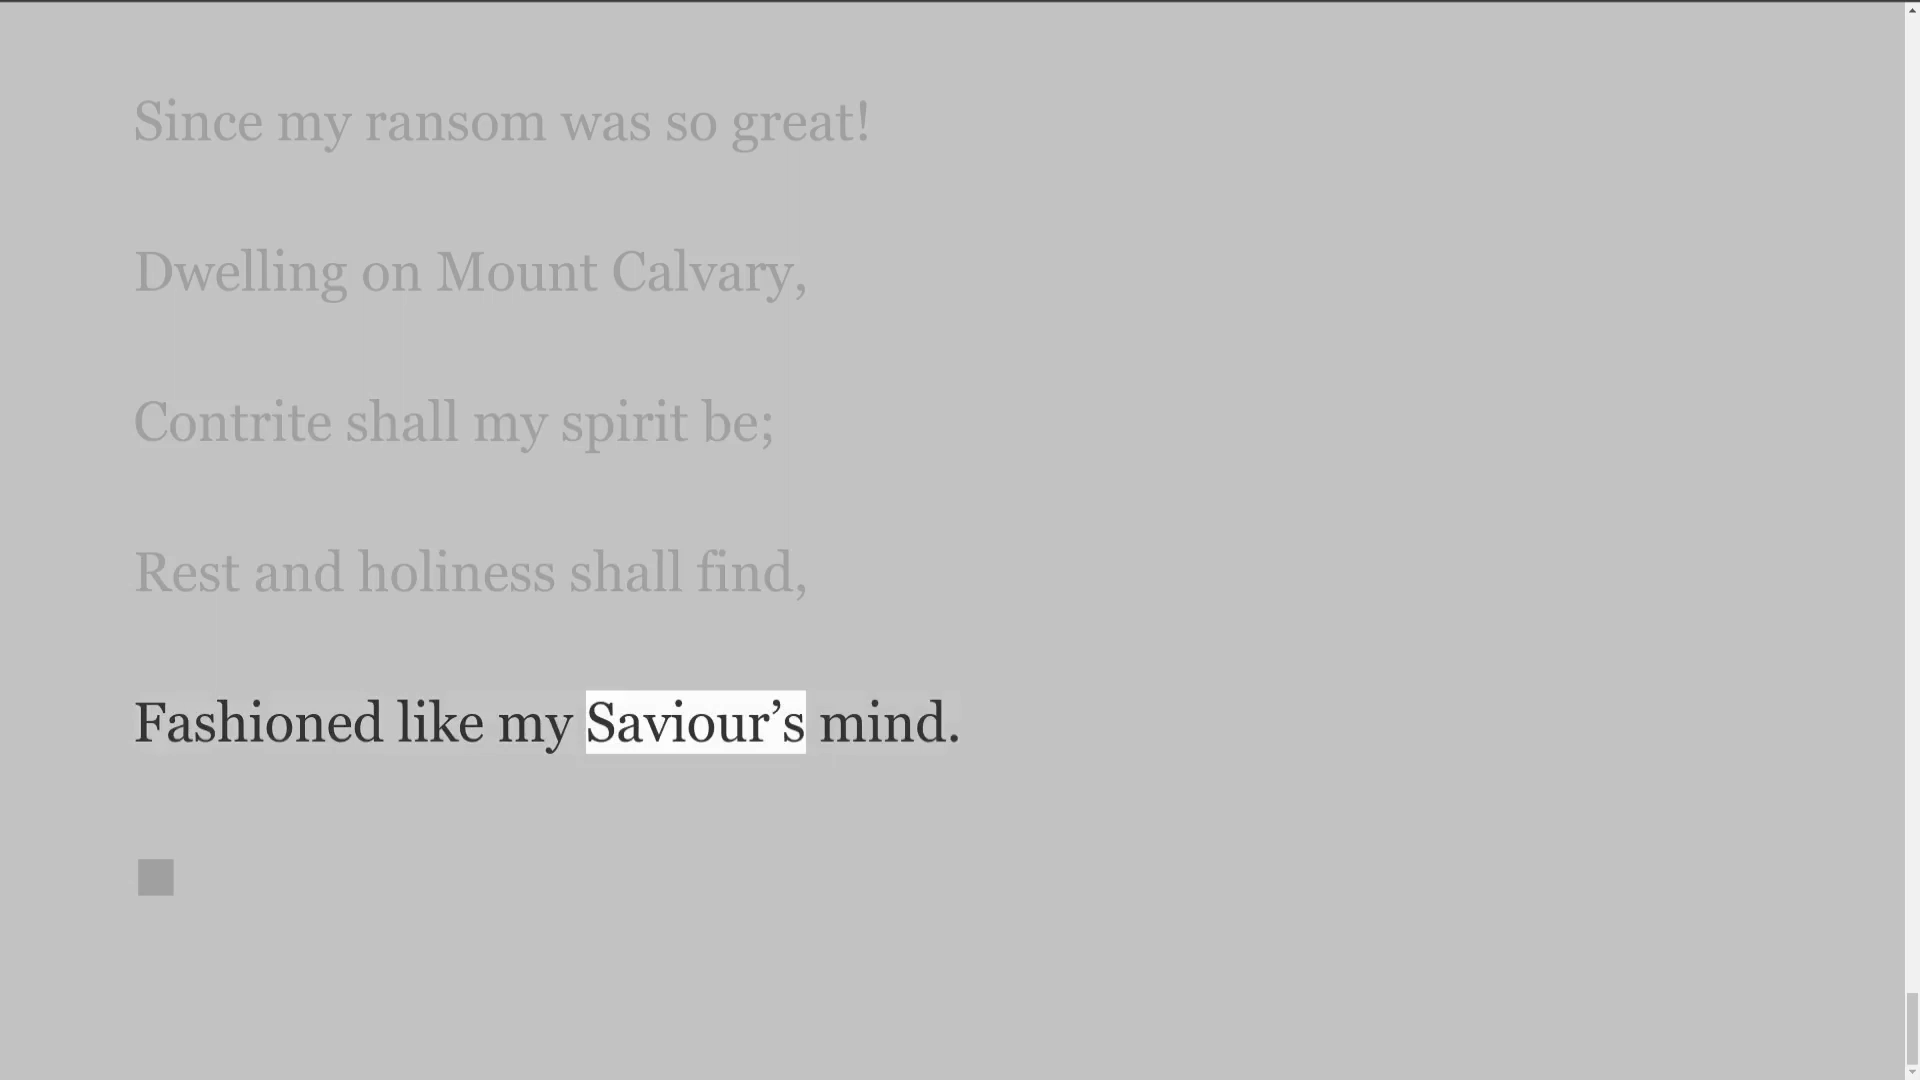 Since my ransom was so great!
Dwelling on Mount Calvary,
Contrite shall my spirit be;
Rest and holiness shall find,
Fashioned like my Saviour’s mind.